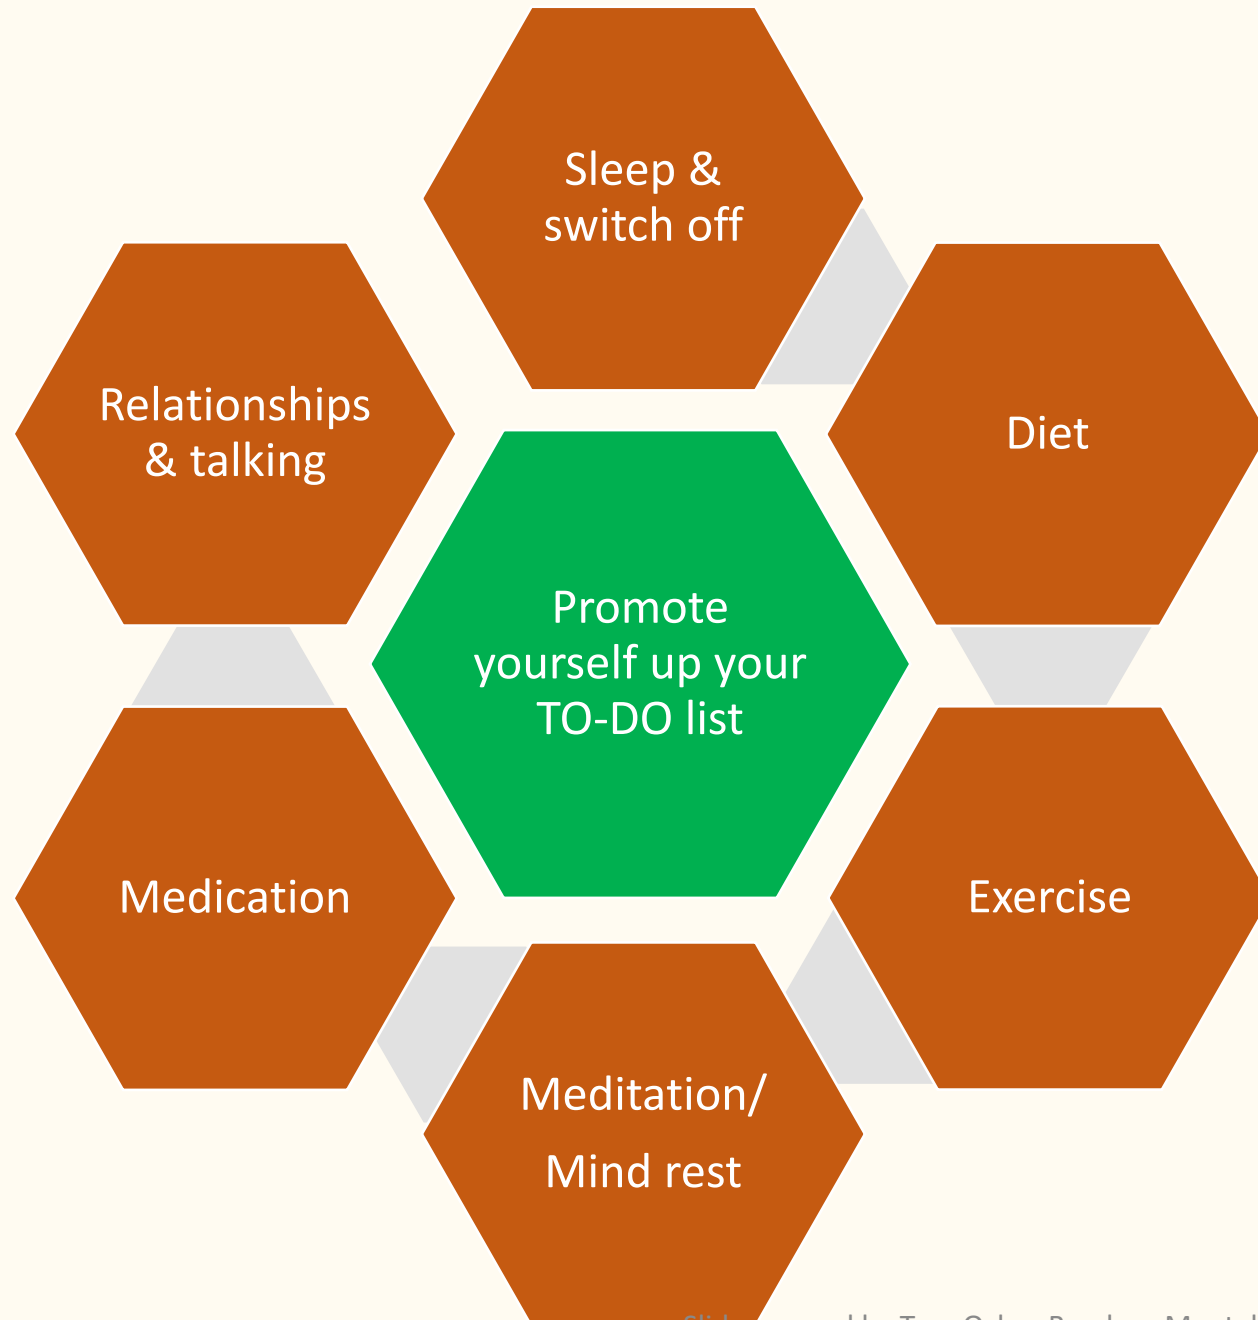 Sleep &
switch off
Relationships
& talking
Diet
Promote
yourself up your
TO-DO list
Medication
Exercise
Meditation/
Mind rest